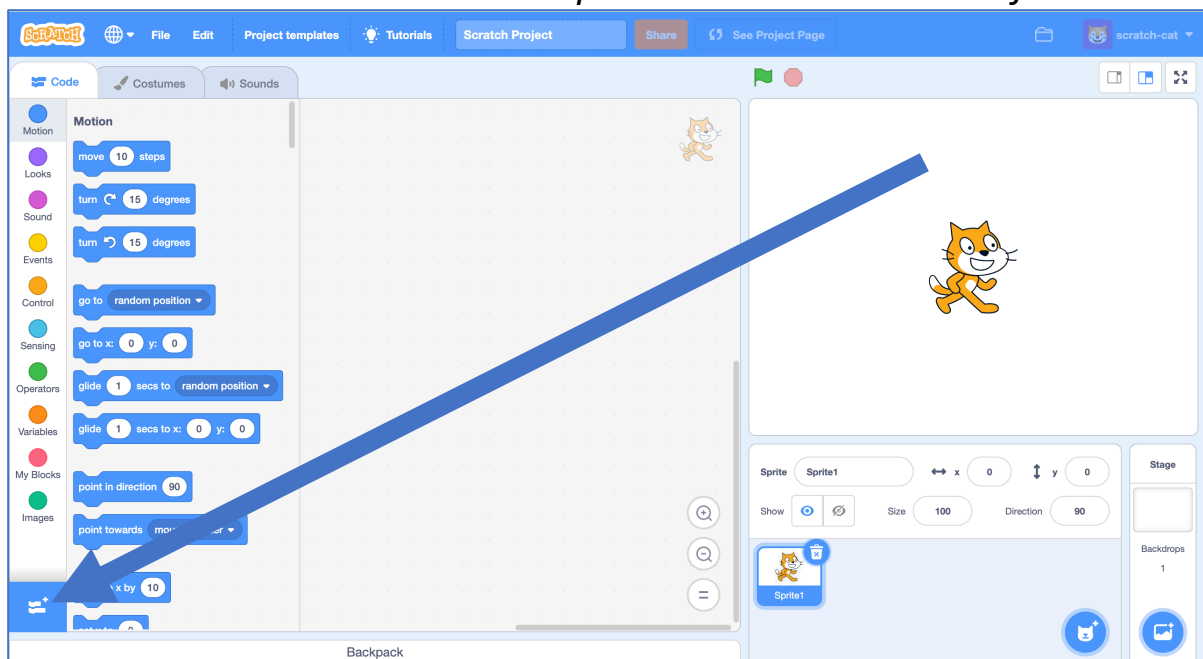 SCRATCH File Edit Project templates Tutorials Scratch Project Share See Project Page scratch-cat
Code Costumes Sounds
Motion
Looks
Sound
Events
Control
Sensing
Operators
Variables
My Blocks
Images
Motion
move 10 steps
turn 15 degrees
turn 15 degrees
go to random position
go to x: 0 y: 0
glide 1 secs to random position
glide 1 secs to x: 0 y: 0
point in direction 90
point towards
x by 10
Backpack
Sprite Sprite1 x 0 y 0
Show Size 100 Direction 90
Sprite1
Stage
Backdrops
1